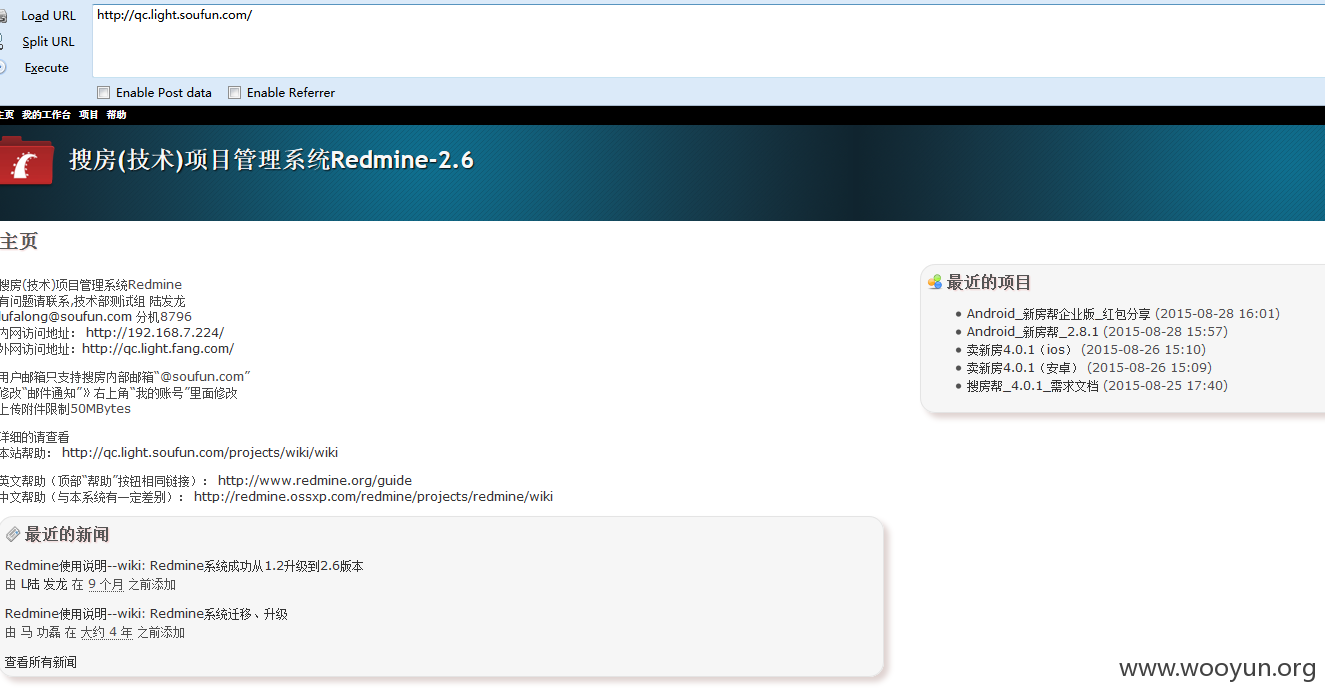 Load URL
http://qc.light.soufun.com/
Split URL
Execute
Enable Post data
Enable Referrer
主页 我的工作台 项目 帮助
搜房(技术)项目管理系统Redmine-2.6
主页
搜房(技术)项目管理系统Redmine
有问题请联系,技术部测试组 陆发龙
lufalong@soufun.com 分机8796
内网访问地址： http://192.168.7.224/
外网访问地址：http://qc.light.fang.com/
用户邮箱只支持搜房内部邮箱“@soufun.com”
修改“邮件通知”》右上角“我的账号”里面修改
上传附件限制50MBytes
详细的请查看
本站帮助： http://qc.light.soufun.com/projects/wiki/wiki
英文帮助（顶部“帮助”按钮相同链接）： http://www.redmine.org/guide
中文帮助（与本系统有一定差别）： http://redmine.ossxp.com/redmine/projects/redmine/wiki
最近的新闻
Redmine使用说明--wiki: Redmine系统成功从1.2升级到2.6版本
由 L陆 发龙 在 9 个月 之前添加
Redmine使用说明--wiki: Redmine系统迁移、升级
由 马 功磊 在 大约 4 年 之前添加
查看所有新闻
最近的项目
Android_新房帮企业版_红包分享 (2015-08-28 16:01)
Android_新房帮_2.8.1 (2015-08-28 15:57)
卖新房4.0.1（ios） (2015-08-26 15:10)
卖新房4.0.1（安卓） (2015-08-26 15:09)
搜房帮_4.0.1_需求文档 (2015-08-25 17:40)
www.wooyun.org